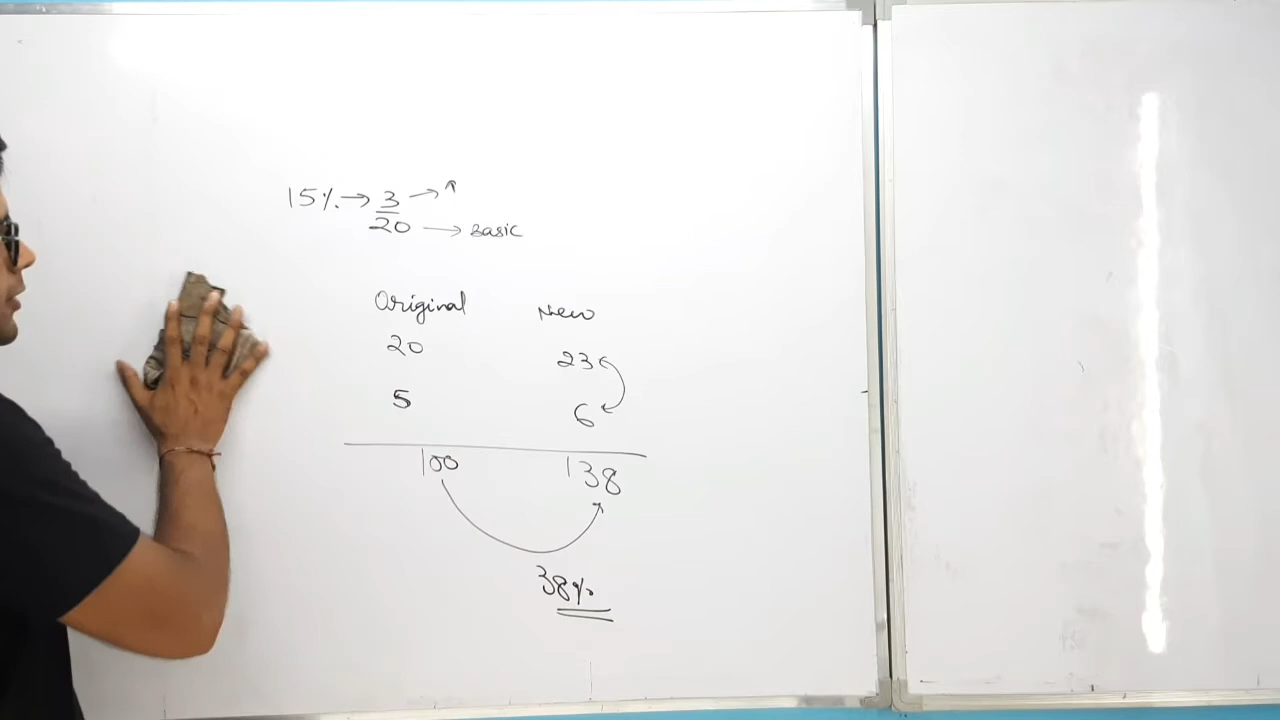 15% → 3 → ↑
20 → Basic
Original New
20 23
5 6
100 138
38%